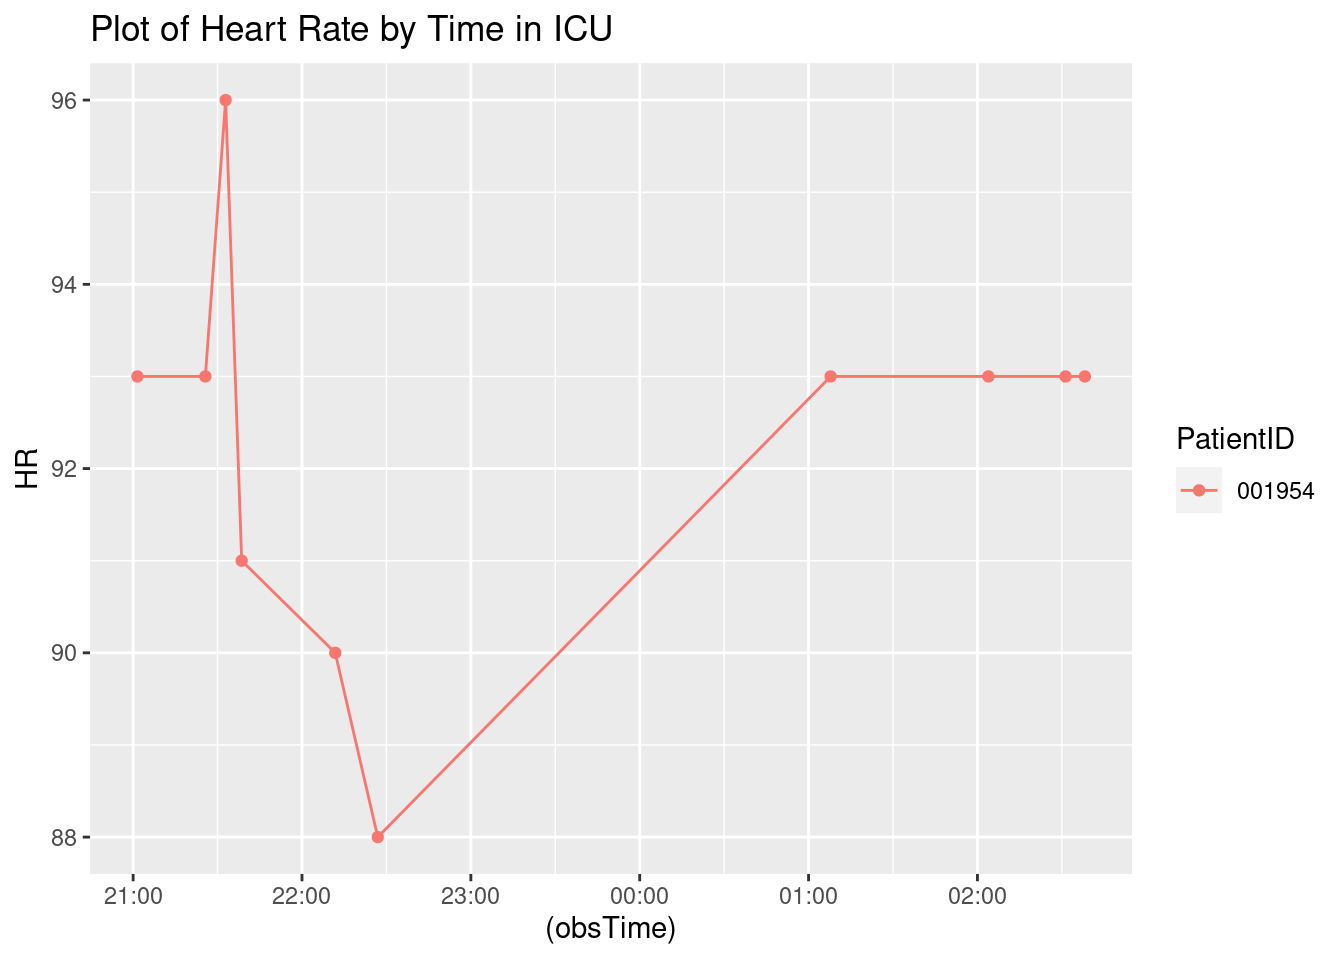 Plot of Heart Rate by Time in ICU
96
94
92
90
88
HR
21:00 22:00 23:00 00:00 01:00 02:00
(obsTime)
PatientID
001954